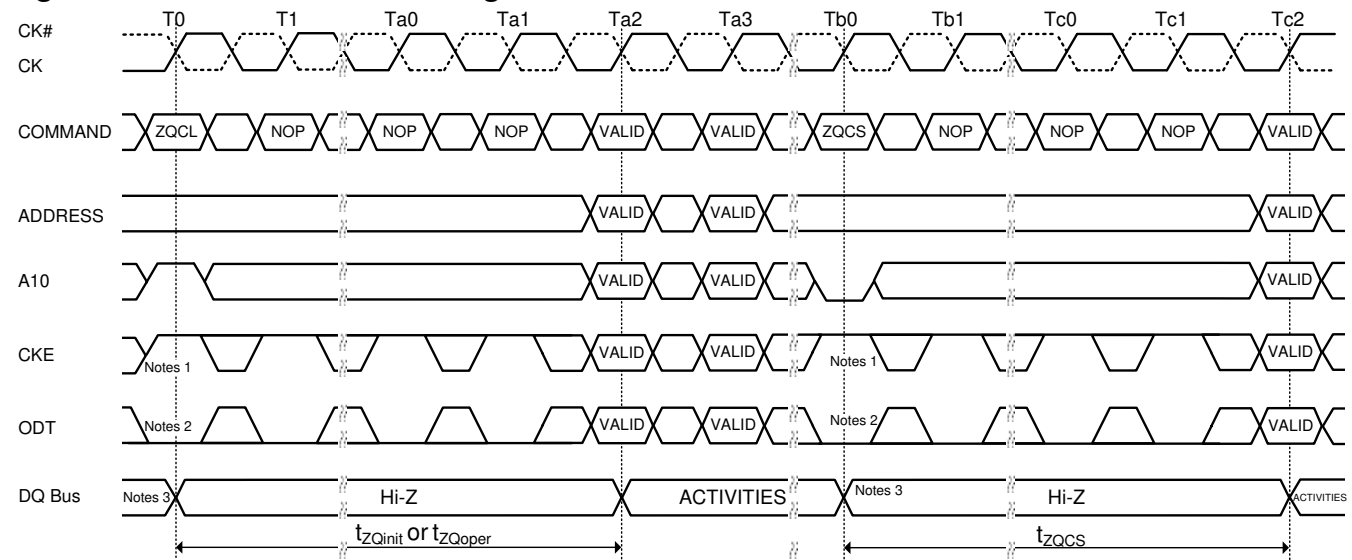 T0 T1 Ta0 Ta1 Ta2 Ta3 Tb0 Tb1 Tc0 Tc1 Tc2
CK#
CK
COMMAND ZQCL NOP NOP NOP VALID VALID ZQCS NOP NOP NOP VALID
ADDRESS VALID VALID VALID
A10 VALID VALID VALID
CKE Notes 1 VALID VALID Notes 1 VALID
ODT Notes 2 VALID VALID Notes 2 VALID
DQ Bus Notes 3 Hi-Z ACTIVITIES Notes 3 Hi-Z ACTIVITIES
tZQinit or tZQoper tZQCS